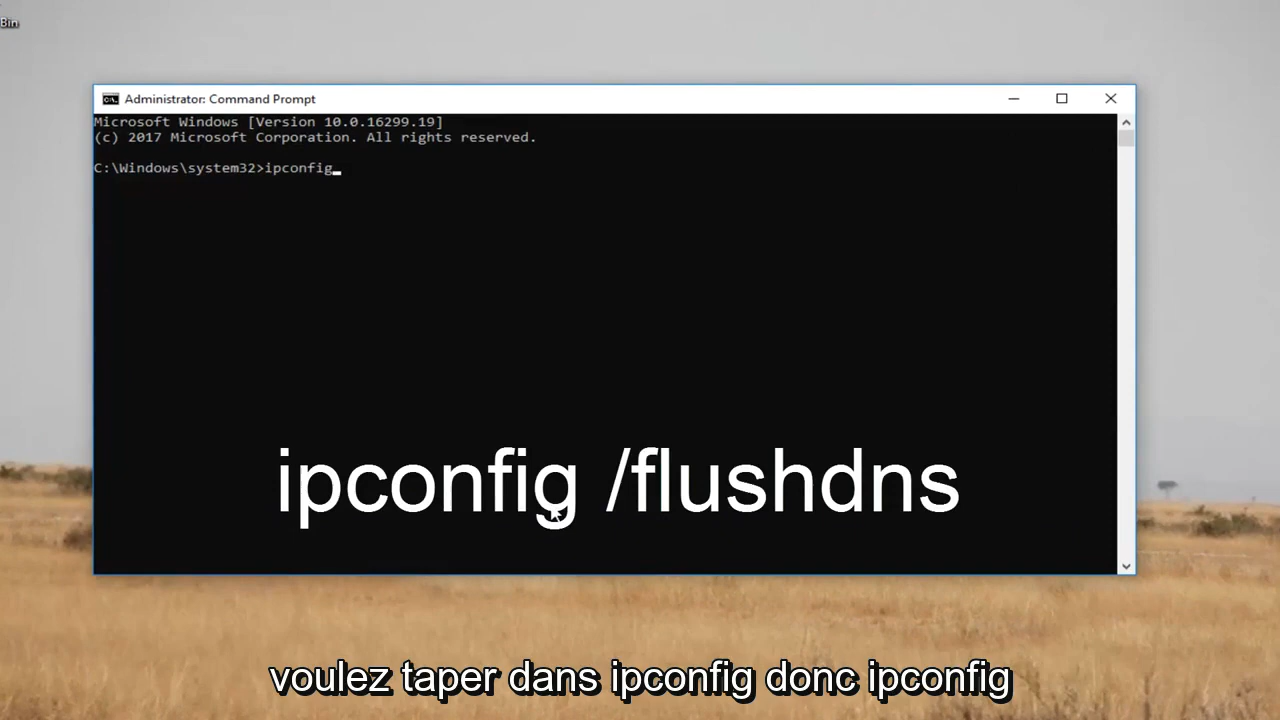 Bin
Administrator: Command Prompt
Microsoft Windows [Version 10.0.16299.19]
(c) 2017 Microsoft Corporation. All rights reserved.
C:\Windows\system32>ipconfig
ipconfig /flushdns
voulez taper dans ipconfig donc ipconfig